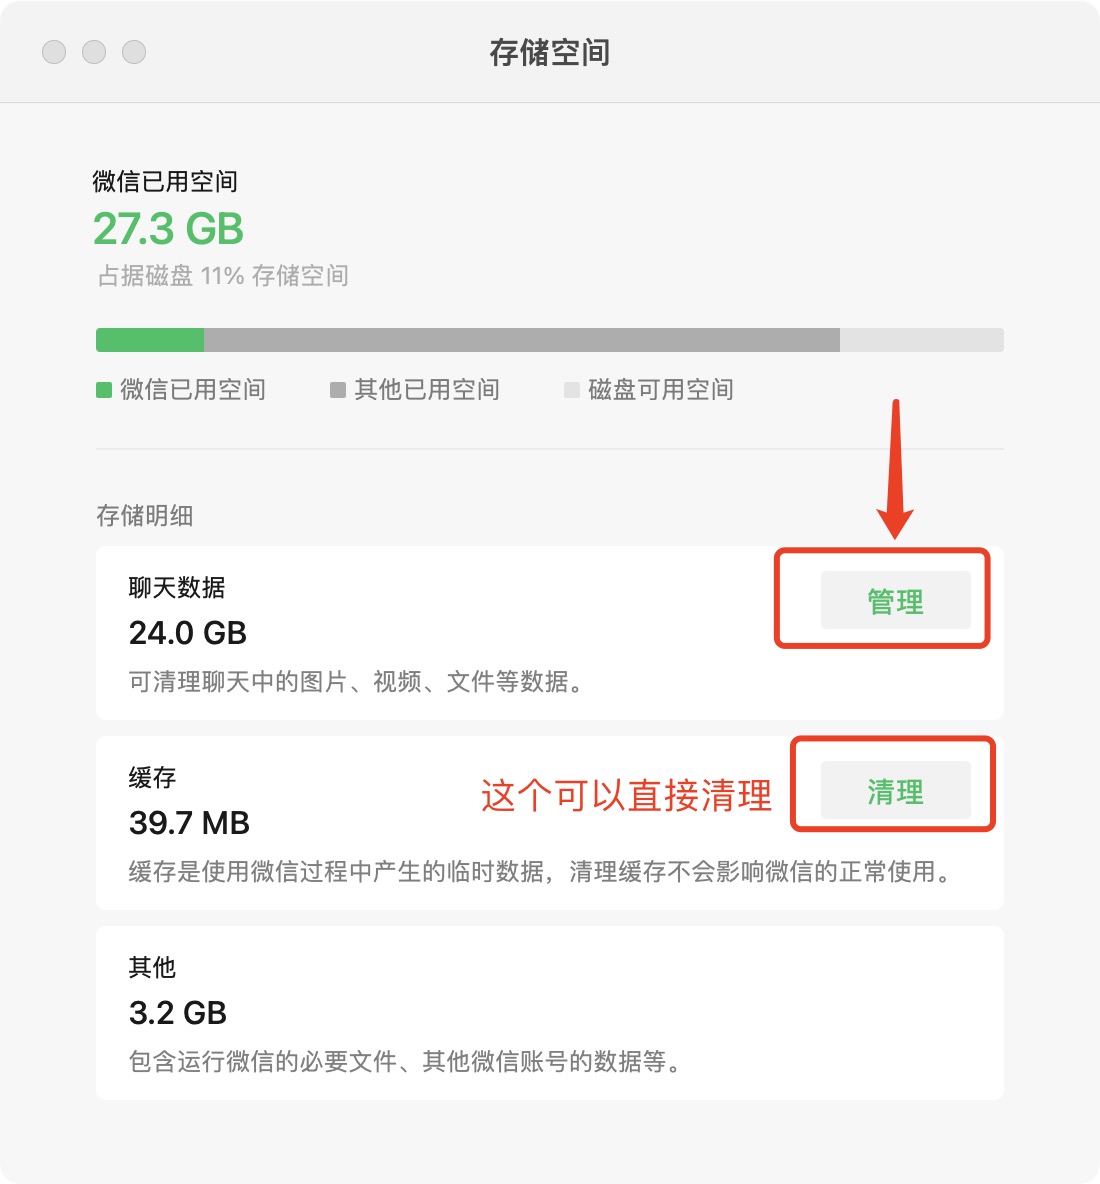 存储空间
微信已用空间
27.3 GB
占据磁盘 11% 存储空间
微信已用空间 其他已用空间 磁盘可用空间
存储明细
聊天数据
管理
24.0 GB
可清理聊天中的图片、视频、文件等数据。
缓存
这个可以直接清理 清理
39.7 MB
缓存是使用微信过程中产生的临时数据，清理缓存不会影响微信的正常使用。
其他
3.2 GB
包含运行微信的必要文件、其他微信账号的数据等。